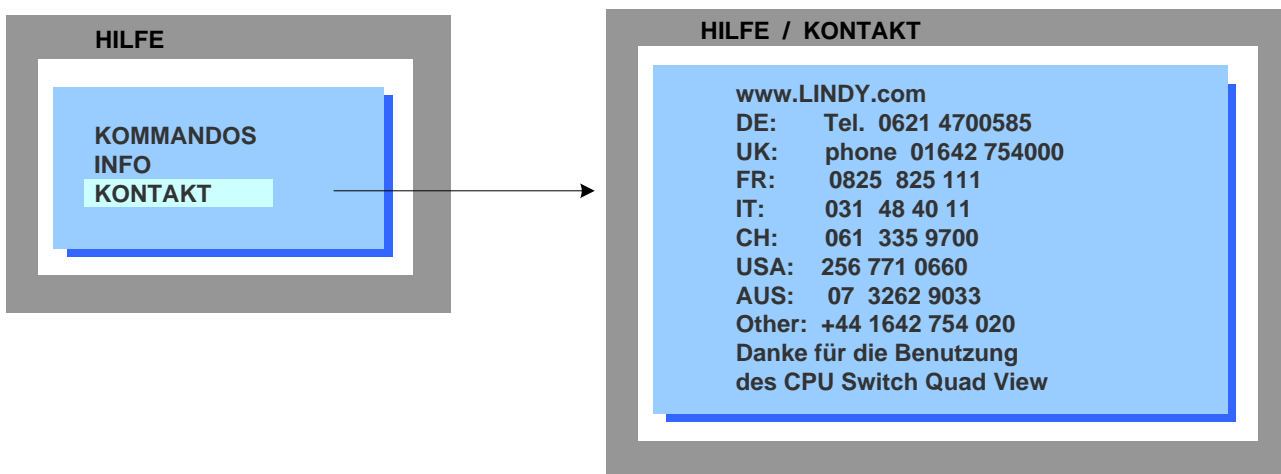 HILFE
KOMMANDOS
INFO
KONTAKT
HILFE / KONTAKT
www.LINDY.com
DE: Tel. 0621 4700585
UK: phone 01642 754000
FR: 0825 825 111
IT: 031 48 40 11
CH: 061 335 9700
USA: 256 771 0660
AUS: 07 3262 9033
Other: +44 1642 754 020
Danke für die Benutzung
des CPU Switch Quad View